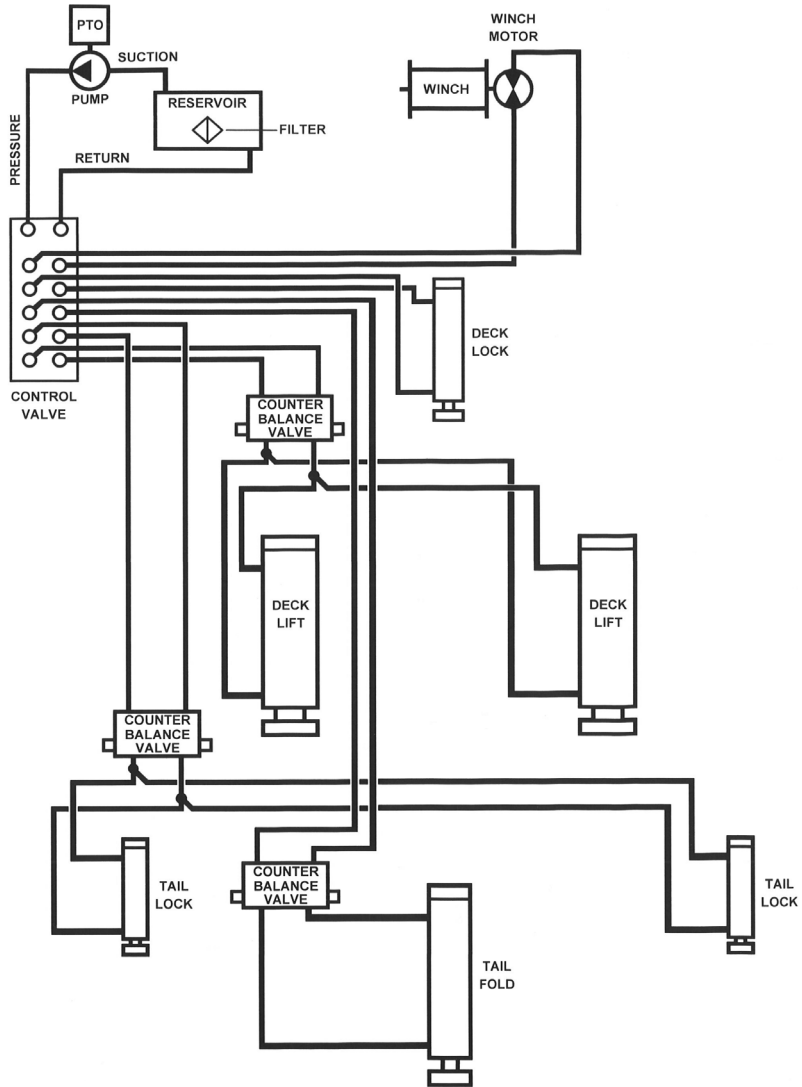 PTO
SUCTION
PUMP
PRESSURE
RESERVOIR
FILTER
RETURN
WINCH
MOTOR
WINCH
CONTROL
VALVE
DECK
LOCK
COUNTER
BALANCE
VALVE
DECK
LIFT
DECK
LIFT
COUNTER
BALANCE
VALVE
TAIL
LOCK
COUNTER
BALANCE
VALVE
TAIL
FOLD
TAIL
LOCK